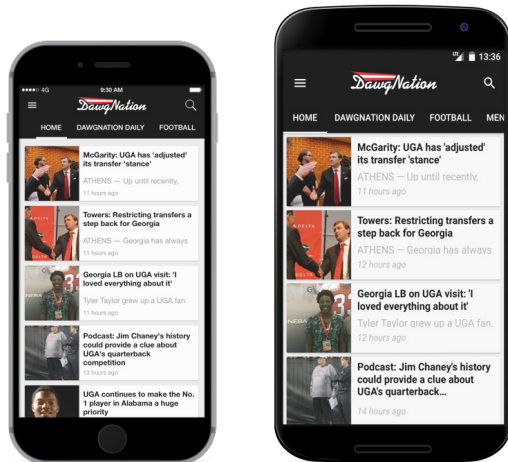 4G 9:30 AM
DawgNation
HOME DAWGNATION DAILY FOOTBALL
McGarity: UGA has 'adjusted'
its transfer 'stance'
ATHENS — Up until recently,
11 hours ago
Towers: Restricting transfers a
step back for Georgia
ATHENS — Georgia has always
11 hours ago
Georgia LB on UGA visit: 'I
loved everything about it'
Tyler Taylor grew up a UGA fan.
11 hours ago
Podcast: Jim Chaney's history
could provide a clue about
UGA's quarterback
competition
13 hours ago
UGA continues to make the No.
1 player in Alabama a huge
priority
13:36
DawgNation
HOME DAWGNATION DAILY FOOTBALL MEN
McGarity: UGA has 'adjusted'
its transfer 'stance'
ATHENS — Up until recently,
11 hours ago
Towers: Restricting transfers a
step back for Georgia
ATHENS — Georgia has always
12 hours ago
Georgia LB on UGA visit: 'I
loved everything about it'
Tyler Taylor grew up a UGA fan.
12 hours ago
Podcast: Jim Chaney's history
could provide a clue about
UGA's quarterback…
14 hours ago